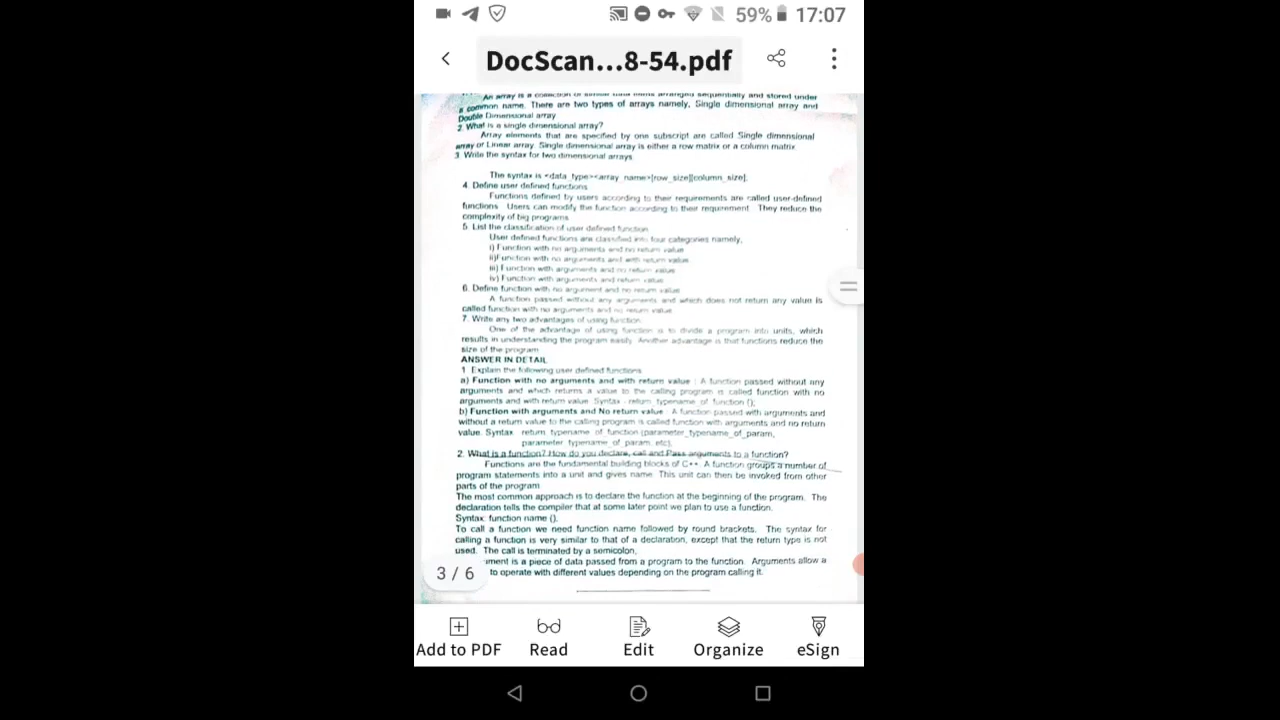 59% 17:07
DocScan...8-54.pdf
An array is a collection of similar data items arranged sequentially and stored under
a common name. There are two types of arrays namely, Single dimensional array and
Double Dimensional array
2. What is a single dimensional array?
Array elements that are specified by one subscript are called Single dimensional
array or Linear array. Single dimensional array is either a row matrix or a column matrix
3 Write the syntax for two dimensional arrays
The syntax is <data type><array name>[row_size][column_size];
4. Define user defined functions
Functions defined by users according to their requirements are called user-defined
functions Users can modify the function according to their requirement They reduce the
complexity of big programs
5 List the classification of user defined function
User defined functions are classified into four categories namely,
i) Function with no arguments and no return value
ii)Function with no arguments and with return value
iii) Function with arguments and no return value
iv) Function with arguments and return value
6. Define function with no argument and no return value
A function passed without any arguments and which does not return any value is
called function with no arguments and no return value
7. Write any two advantages of using function
One of the advantage of using function is to divide a program into units, which
results in understanding the program easily Another advantage is that functions reduce the
size of the program
ANSWER IN DETAIL
1 Explain the following user defined functions
a) Function with no arguments and with return value : A function passed without any
arguments and which returns a value to the calling program is called function with no
arguments and with return value Syntax - return typename of function ();
b) Function with arguments and No return value : A function passed with arguments and
without a return value to the calling program is called function with arguments and no return
value. Syntax return typename of function (parameter_typename_of_param,
parameter typename of param. etc);
2. What is a function? How do you declare, call and Pass arguments to a function?
Functions are the fundamental building blocks of C++. A function groups a number of
program statements into a unit and gives name. This unit can then be invoked from other
parts of the program
The most common approach is to declare the function at the beginning of the program. The
declaration tells the compiler that at some later point we plan to use a function.
Syntax: function name ().
To call a function we need function name followed by round brackets. The syntax for
calling a function is very similar to that of a declaration, except that the return type is not
used. The call is terminated by a semicolon,
ument is a piece of data passed from a program to the function. Arguments allow a
to operate with different values depending on the program calling it.
3 / 6
Add to PDF Read Edit Organize eSign